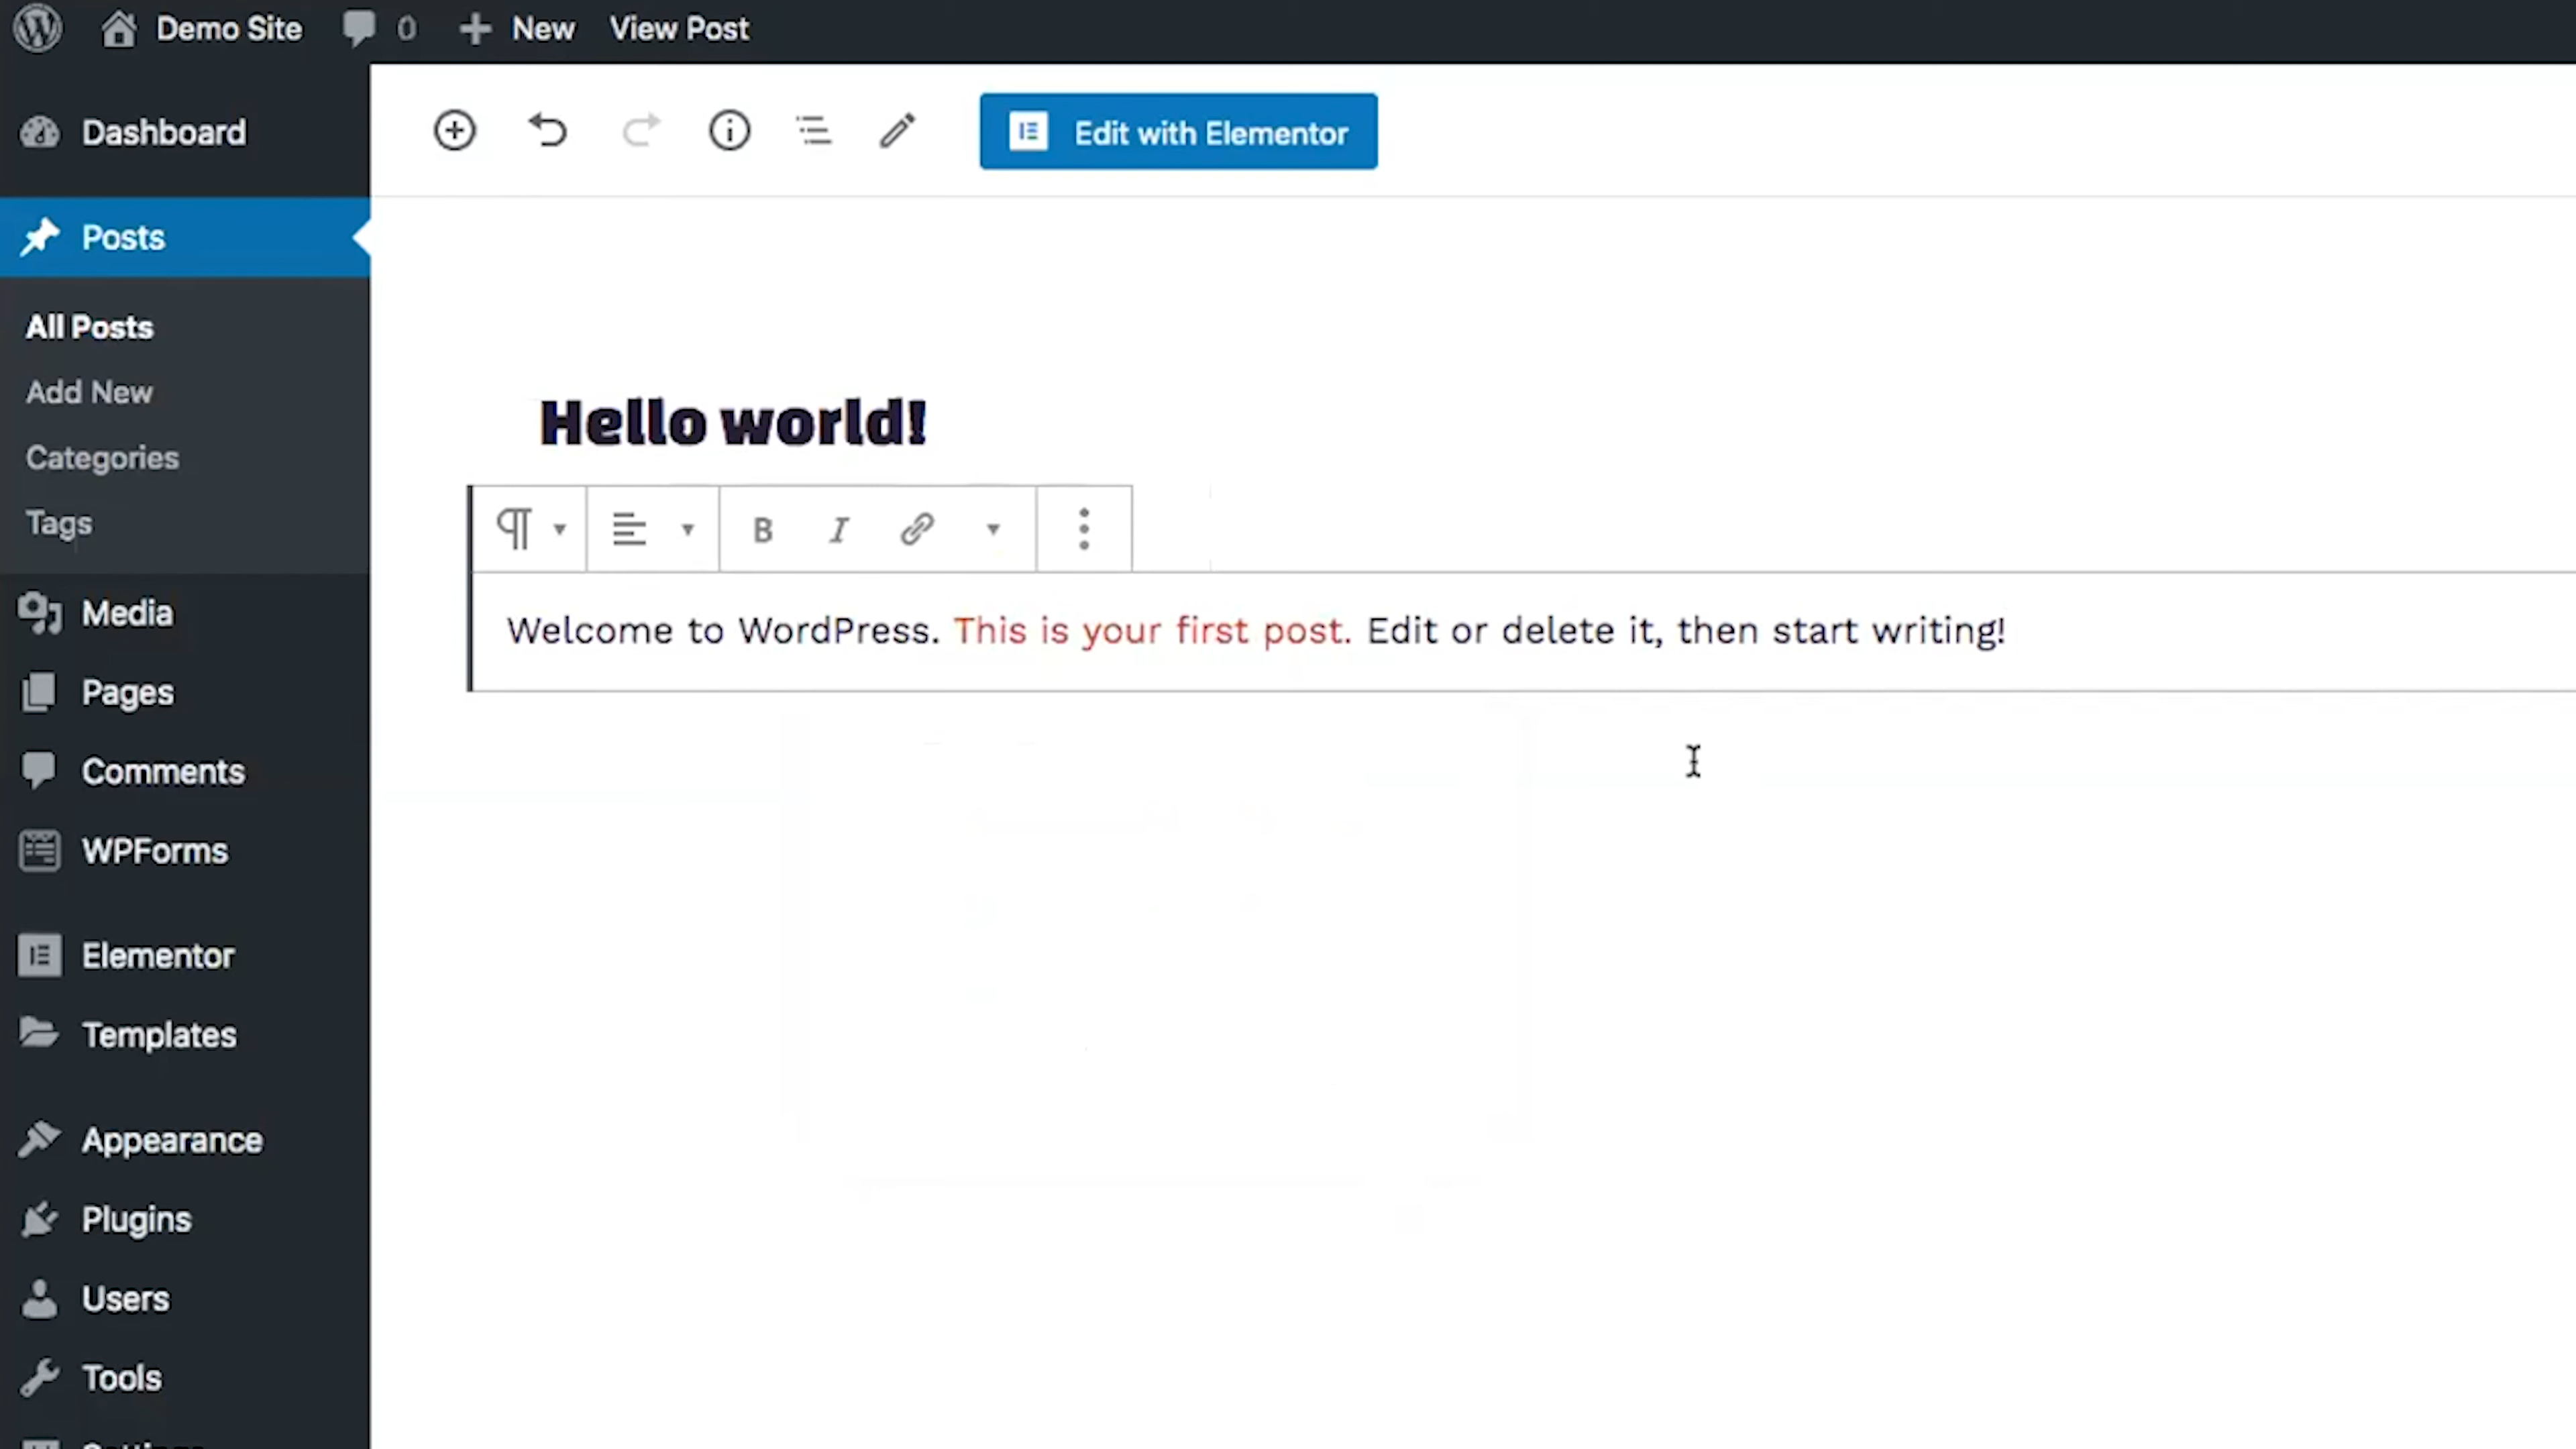 Demo Site 0 New View Post
Dashboard
Edit with Elementor
Posts
All Posts
Add New
Categories
Tags
Media
Pages
Comments
WPForms
Elementor
Templates
Appearance
Plugins
Users
Tools
Hello world!
B I
Welcome to WordPress. This is your first post. Edit or delete it, then start writing!